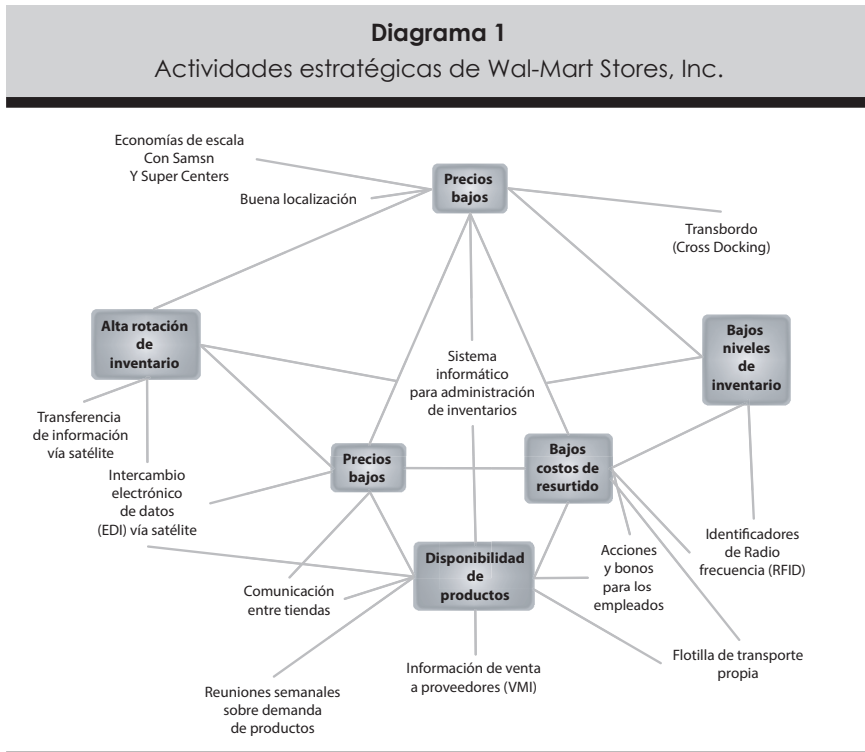 Diagrama 1
Actividades estratégicas de Wal-Mart Stores, Inc.
Economías de escala
Con Samsn
Y Super Centers
Buena localización
Precios
bajos
Transbordo
(Cross Docking)
Alta rotación
de
inventario
Bajos
niveles
de
inventario
Sistema
informático
para administración
de inventarios
Transferencia
de información
vía satélite
Intercambio
electrónico
de datos
(EDI) vía satélite
Precios
bajos
Bajos
costos de
resurtido
Identificadores
de Radio
frecuencia (RFID)
Disponibilidad
de
productos
Acciones
y bonos
para los
empleados
Comunicación
entre tiendas
Flotilla de transporte
propia
Información de venta
a proveedores (VMI)
Reuniones semanales
sobre demanda
de productos